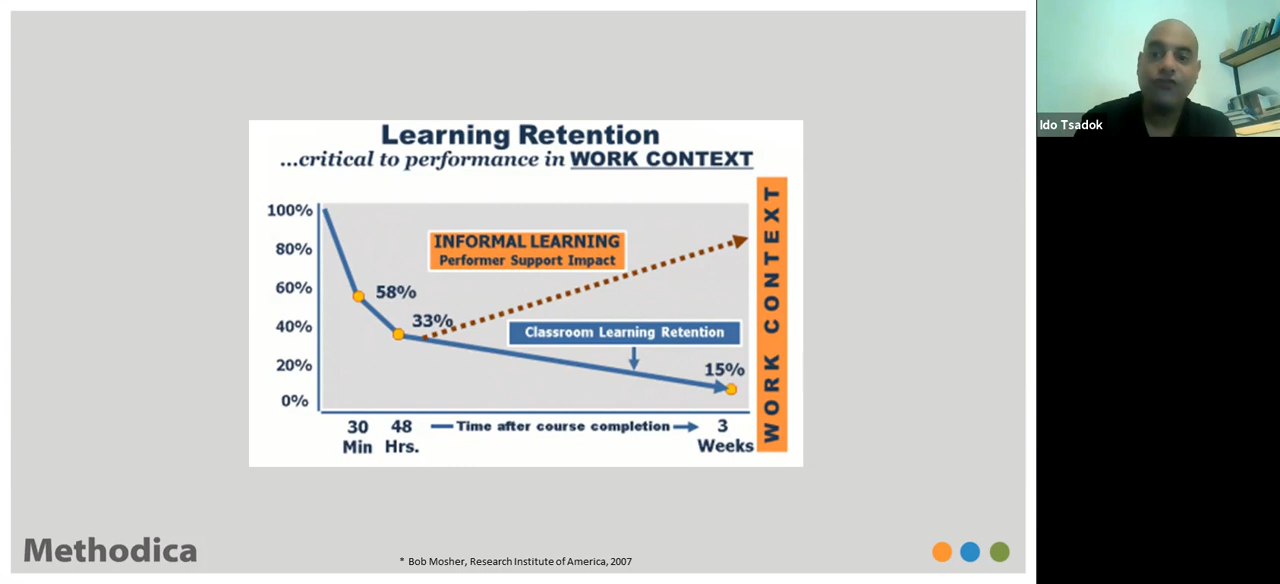 Learning Retention
...critical to performance in WORK CONTEXT
100%
80%
60%
40%
20%
0%
INFORMAL LEARNING
Performer Support Impact
58%
33%
Classroom Learning Retention
15%
WORK CONTEXT
30 Min
48 Hrs.
Time after course completion
3 Weeks
Methodica
* Bob Mosher, Research Institute of America, 2007
Ido Tsadok